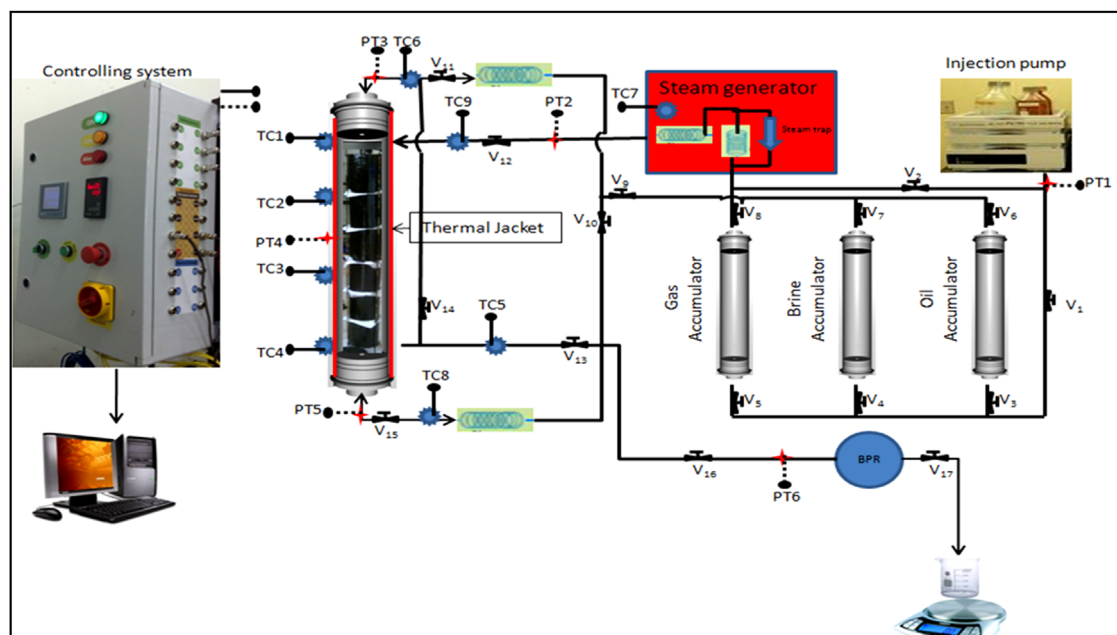 Controlling system
PT3
TC6
V11
TC9
PT2
V12
TC7
Steam generator
Steam trap
Injection pump
PT1
V2
V9
V10
V8
V7
V6
TC1
TC2
PT4
TC3
TC4
Thermal Jacket
Gas
Accumulator
Brine
Accumulator
Oil
Accumulator
V1
V14
TC5
V13
V5
V4
V3
PT5
V15
TC8
V16
PT6
BPR
V17